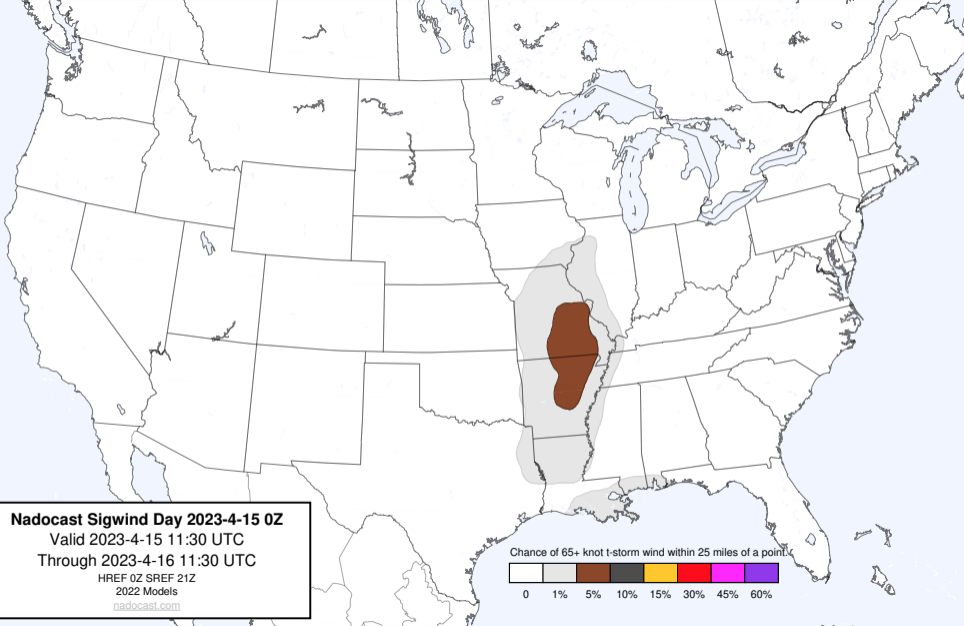 Nadocast Sigwind Day 2023-4-15 0Z
Valid 2023-4-15 11:30 UTC
Through 2023-4-16 11:30 UTC
HREF 0Z SREF 21Z
2022 Models
nadocast.com
Chance of 65+ knot t-storm wind within 25 miles of a point.
0 1% 5% 10% 15% 30% 45% 60%